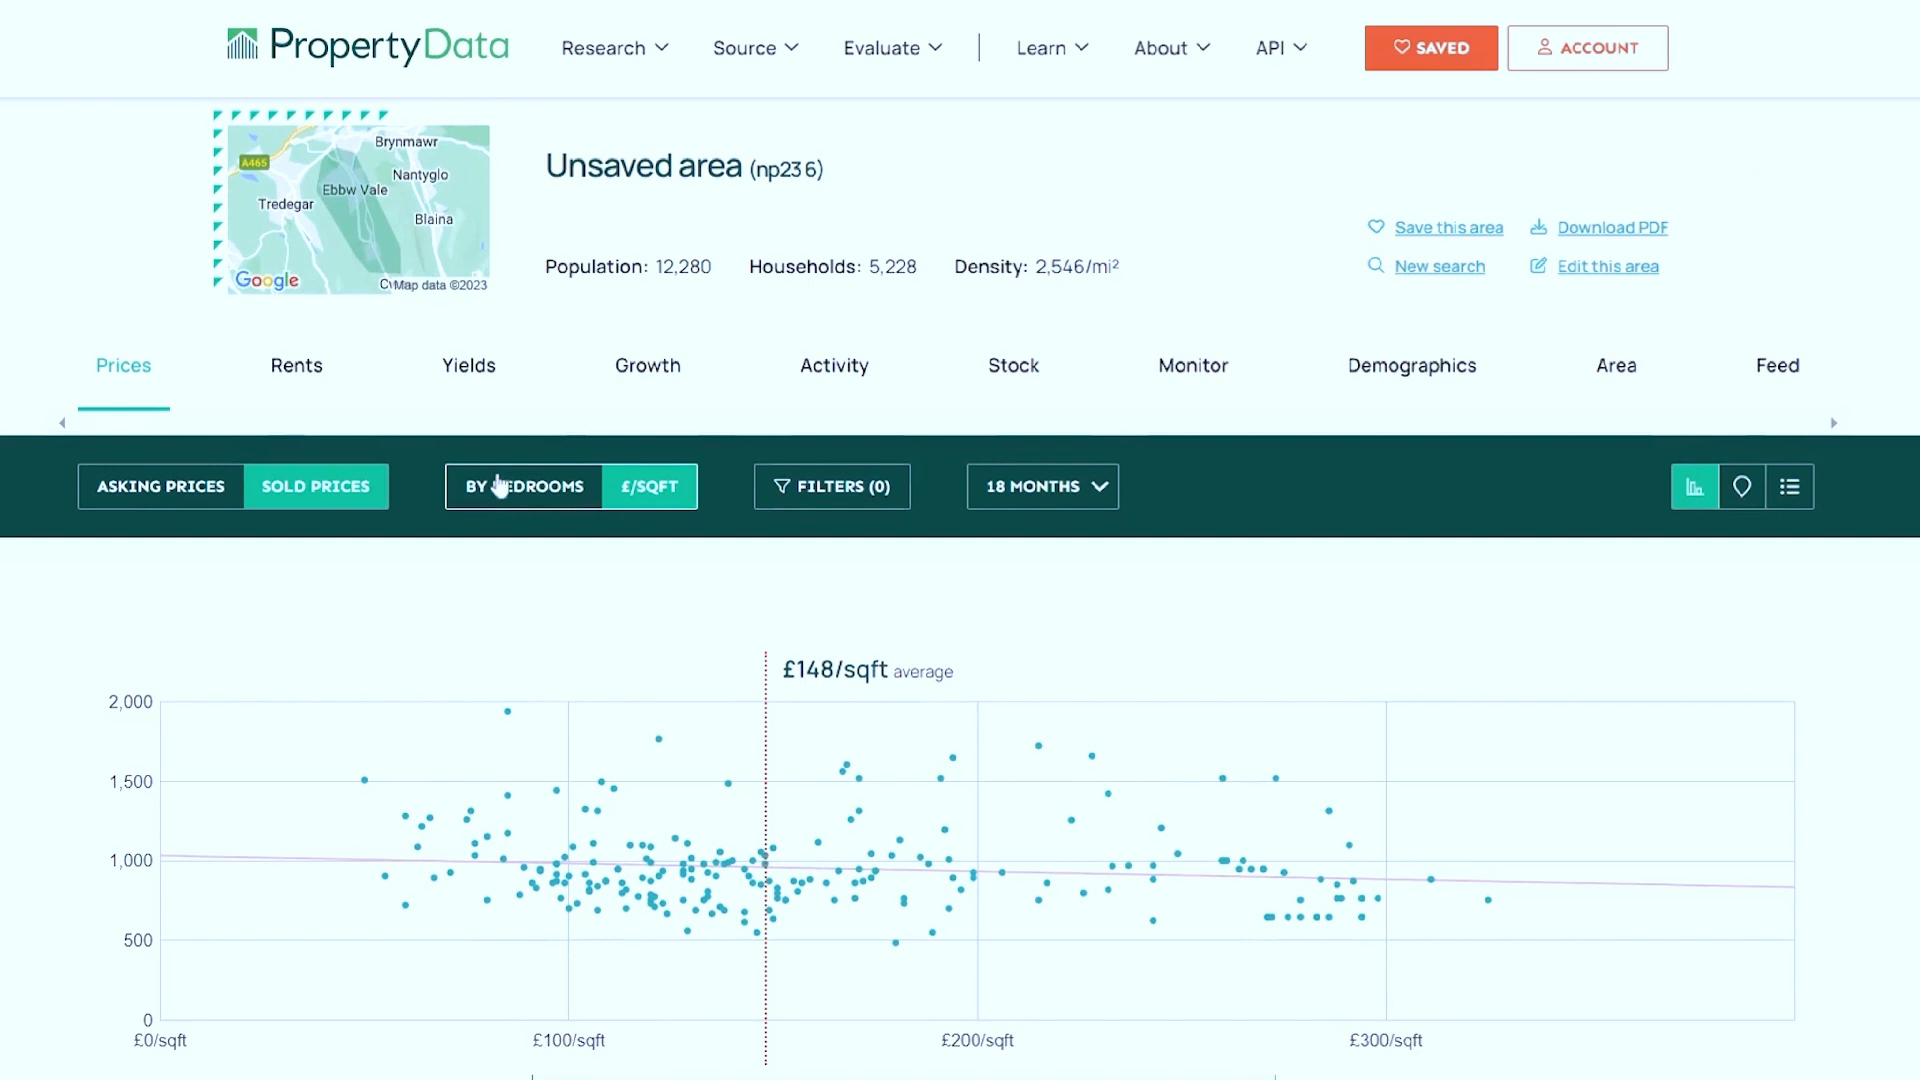 PropertyData
Research
Source
Evaluate
Learn
About
API
SAVED
ACCOUNT
Brynmawr
A465
Nantyglo
Ebbw Vale
Tredegar
Blaina
Google
Map data ©2023
Unsaved area (np23 6)
Population: 12,280 Households: 5,228 Density: 2,546/mi²
Save this area
Download PDF
New search
Edit this area
Prices
Rents
Yields
Growth
Activity
Stock
Monitor
Demographics
Area
Feed
ASKING PRICES
SOLD PRICES
BY EDROOMS
£/SQFT
FILTERS (0)
18 MONTHS
£148/sqft average
2,000
1,500
1,000
500
0
£0/sqft
£100/sqft
£200/sqft
£300/sqft